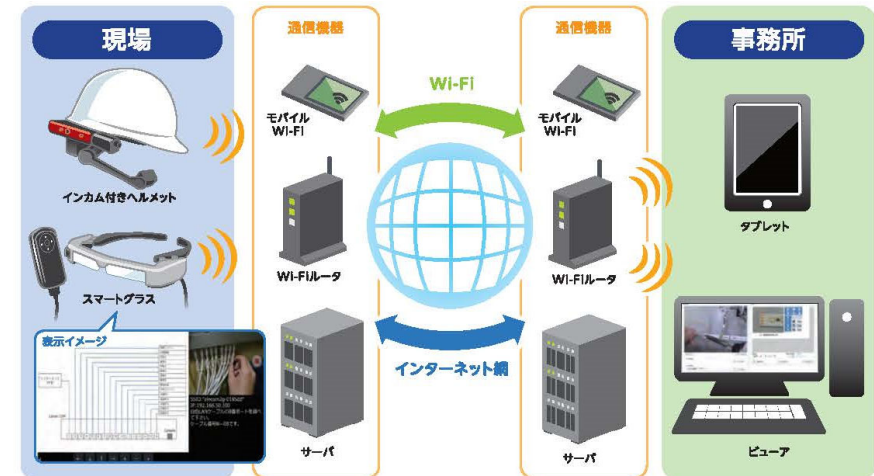 現場
インカム付きヘルメット
スマートグラス
表示イメージ
通信機器
モバイル
Wi-Fi
Wi-Fiルータ
サーバ
Wi-Fi
インターネット網
通信機器
モバイル
Wi-Fi
Wi-Fiルータ
サーバ
事務所
タブレット
ビューア